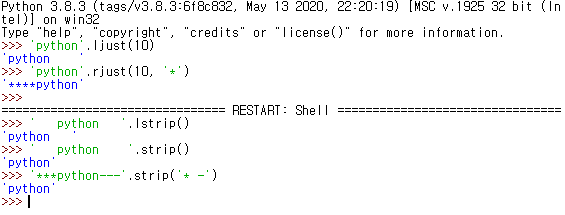 Python 3.8.3 (tags/v3.8.3:6f8c832, May 13 2020, 22:20:19) [MSC v.1925 32 bit (In
tel)] on win32
Type "help", "copyright", "credits" or "license()" for more information.
>>> 'python'.ljust(10)
'python    '
>>> 'python'.rjust(10, '*')
'****python'
>>>
=============================== RESTART: Shell ===============================
>>> '   python   '.lstrip()
'python   '
>>> '   python   '.strip()
'python'
>>> '***python---'.strip('* -')
'python'
>>>